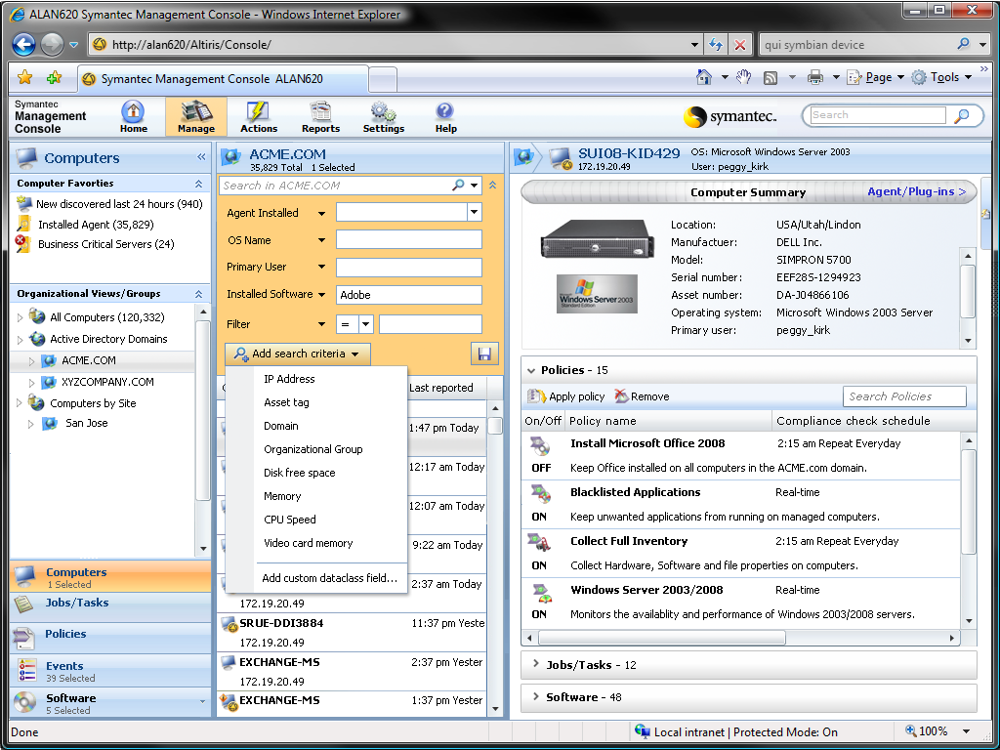 ALAN620 Symantec Management Console - Windows Internet Explorer
http://alan620/Altiris/Console/
qui symbian device
Symantec Management Console ALAN620
Page
Tools
Symantec
Management
Console
Home
Manage
Actions
Reports
Settings
Help
symantec.
Search
Computers
Computer Favorties
New discovered last 24 hours (940)
Installed Agent (35,829)
Business Critical Servers (24)
Organizational Views/Groups
All Computers (120,332)
Active Directory Domains
ACME.COM
XYZCOMPANY.COM
Computers by Site
San Jose
Computers
1 Selected
Jobs/Tasks
Policies
Events
39 Selected
Software
5 Selected
ACME.COM
35,829 Total 1 Selected
Search in ACME.COM
Agent Installed
OS Name
Primary User
Installed Software
Adobe
Filter
=
Add search criteria
IP Address
Asset tag
Domain
Organizational Group
Disk free space
Memory
CPU Speed
Video card memory
Add custom dataclass field...
Last reported
1:47 pm Today
12:17 am Today
12:07 am Today
9:22 am Today
2:37 am Today
172.19.20.49
SRUE-DDI3884
11:37 pm Yester
172.19.20.49
EXCHANGE-MS
2:37 pm Yester
172.19.20.49
EXCHANGE-MS
1:37 pm Yester
SUI08-KID429
172.19.20.49
OS: Microsoft Windows Server 2003
User: peggy_kirk
Computer Summary
Agent/Plug-ins >
Microsoft
Windows Server 2003
Standard Edition
Location: USA/Utah/Lindon
Manufactuer: DELL Inc.
Model: SIMPRON 5700
Serial number: EEF285-1294923
Asset number: DA-J04866106
Operating system: Microsoft Windows 2003 Server
Primary user: peggy_kirk
Policies - 15
Apply policy
Remove
Search Policies
On/Off
Policy name
Compliance check schedule
Install Microsoft Office 2008
2:15 am Repeat Everyday
OFF
Keep Office installed on all computers in the ACME.com domain.
Blacklisted Applications
Real-time
ON
Keep unwanted applications from running on managed computers.
Collect Full Inventory
2:15 am Repeat Everyday
ON
Collect Hardware, Software and file properties on computers.
Windows Server 2003/2008
Real-time
ON
Monitors the availablity and performance of Windows 2003/2008 servers.
Jobs/Tasks - 12
Software - 48
Done
Local intranet | Protected Mode: On
100%